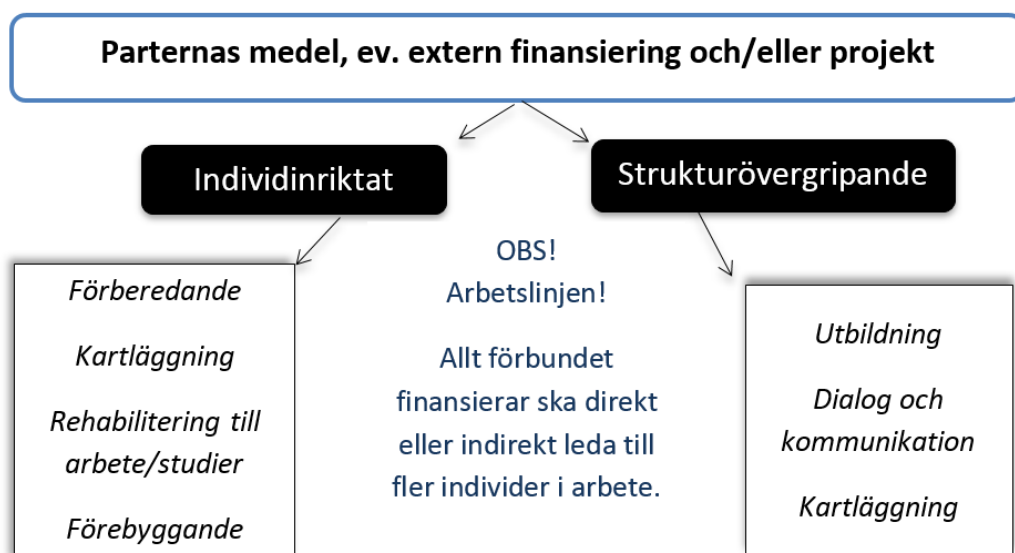 Parternas medel, ev. extern finansiering och/eller projekt
Individinriktat
Strukturövergripande
Förberedande
Kartläggning
Rehabilitering till
arbete/studier
Förebyggande
OBS!
Arbetslinjen!
Allt förbundet
finansierar ska direkt
eller indirekt leda till
fler individer i arbete.
Utbildning
Dialog och
kommunikation
Kartläggning